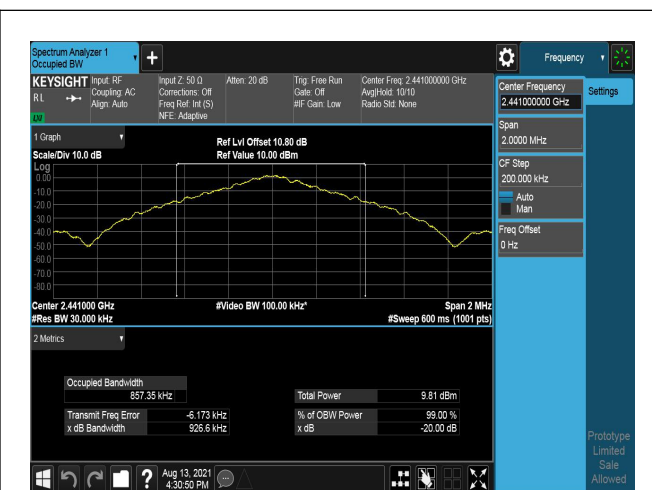 Spectrum Analyzer 1
Occupied BW
+
Frequency
KEYSIGHT
RL
LW
Input: RF
Coupling: AC
Align: Auto
Input Z: 50 Ω
Corrections: Off
Freq Ref: Int (S)
NFE: Adaptive
Atten: 20 dB
Trig: Free Run
Gate: Off
#IF Gain: Low
Center Freq: 2.441000000 GHz
Avg|Hold: 10/10
Radio Std: None
Center Frequency
2.441000000 GHz
Settings
Span
2.0000 MHz
CF Step
200.000 kHz
Auto
Man
Freq Offset
0 Hz
1 Graph
Scale/Div 10.0 dB
Ref Lvl Offset 10.80 dB
Ref Value 10.00 dBm
Log
0.00
-10.0
-20.0
-30.0
-40.0
-50.0
-60.0
-70.0
-80.0
Center 2.441000 GHz
#Video BW 100.00 kHz*
Span 2 MHz
#Res BW 30.000 kHz
#Sweep 600 ms (1001 pts)
2 Metrics
Occupied Bandwidth
857.35 kHz
Total Power 9.81 dBm
Transmit Freq Error -6.173 kHz
% of OBW Power 99.00 %
x dB Bandwidth 926.6 kHz
x dB -20.00 dB
Prototype
Limited
Sale
Allowed
?
Aug 13, 2021
4:30:50 PM